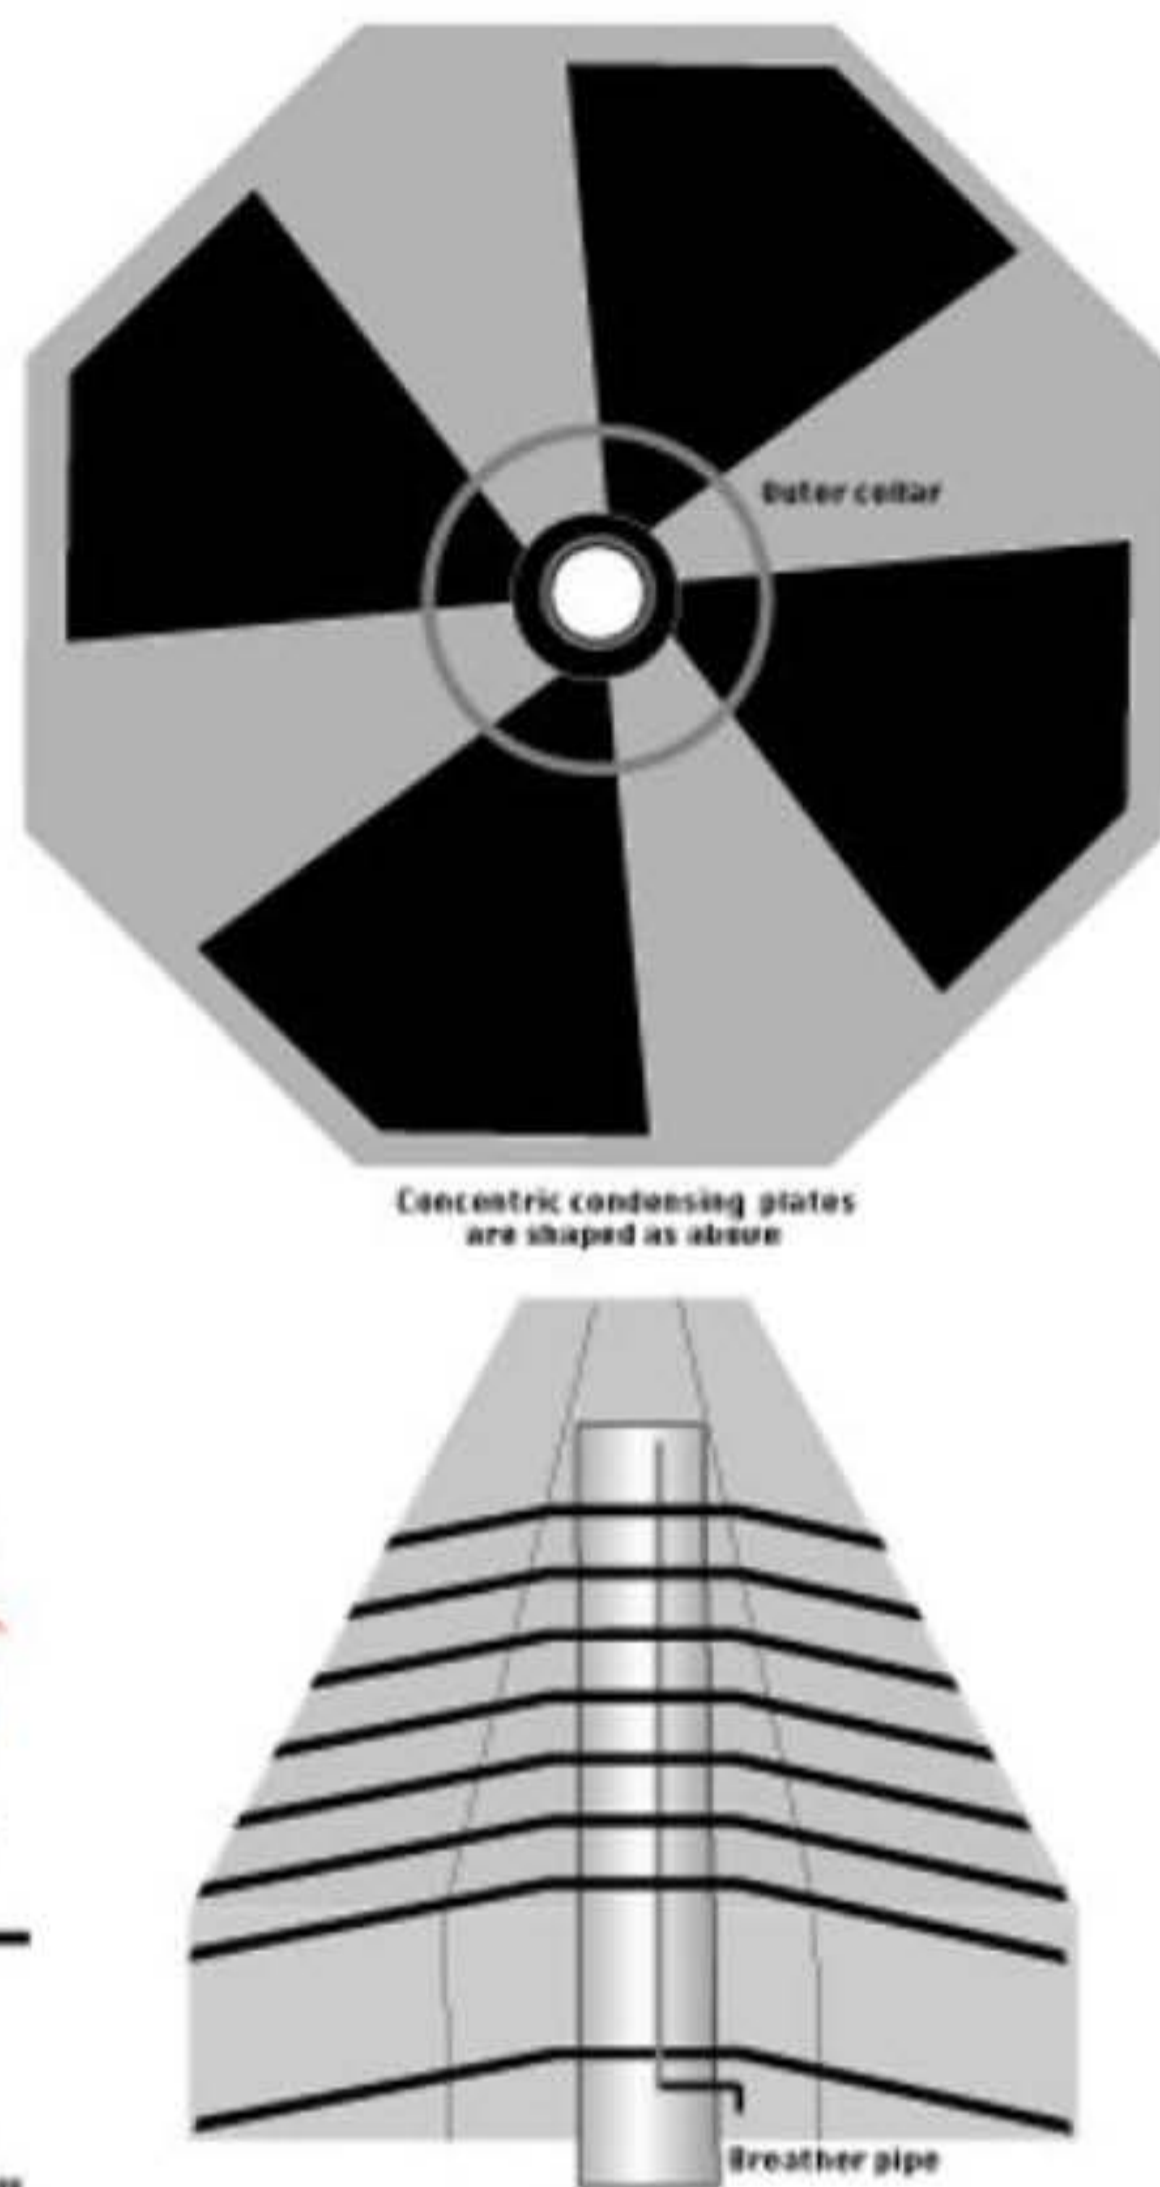 Outer collar
Concentric condensing plates
are shaped as above
Breather pipe